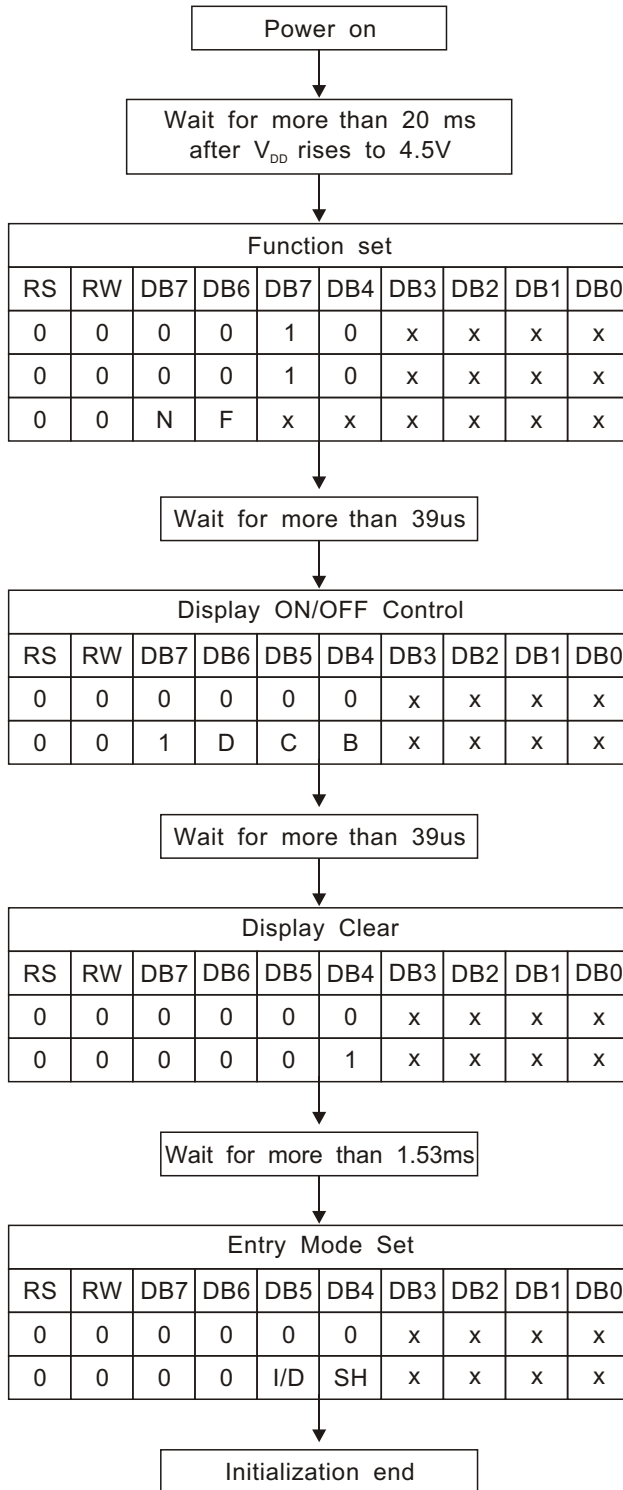 Power on
Wait for more than 20 ms
after VDD rises to 4.5V
Function set
RS RW DB7 DB6 DB7 DB4 DB3 DB2 DB1 DB0
0 0 0 0 1 0 x x x x
0 0 0 0 1 0 x x x x
0 0 N F x x x x x x
Wait for more than 39us
Display ON/OFF Control
RS RW DB7 DB6 DB5 DB4 DB3 DB2 DB1 DB0
0 0 0 0 0 0 x x x x
0 0 1 D C B x x x x
Wait for more than 39us
Display Clear
RS RW DB7 DB6 DB5 DB4 DB3 DB2 DB1 DB0
0 0 0 0 0 0 x x x x
0 0 0 0 0 1 x x x x
Wait for more than 1.53ms
Entry Mode Set
RS RW DB7 DB6 DB5 DB4 DB3 DB2 DB1 DB0
0 0 0 0 0 0 x x x x
0 0 0 0 I/D SH x x x x
Initialization end